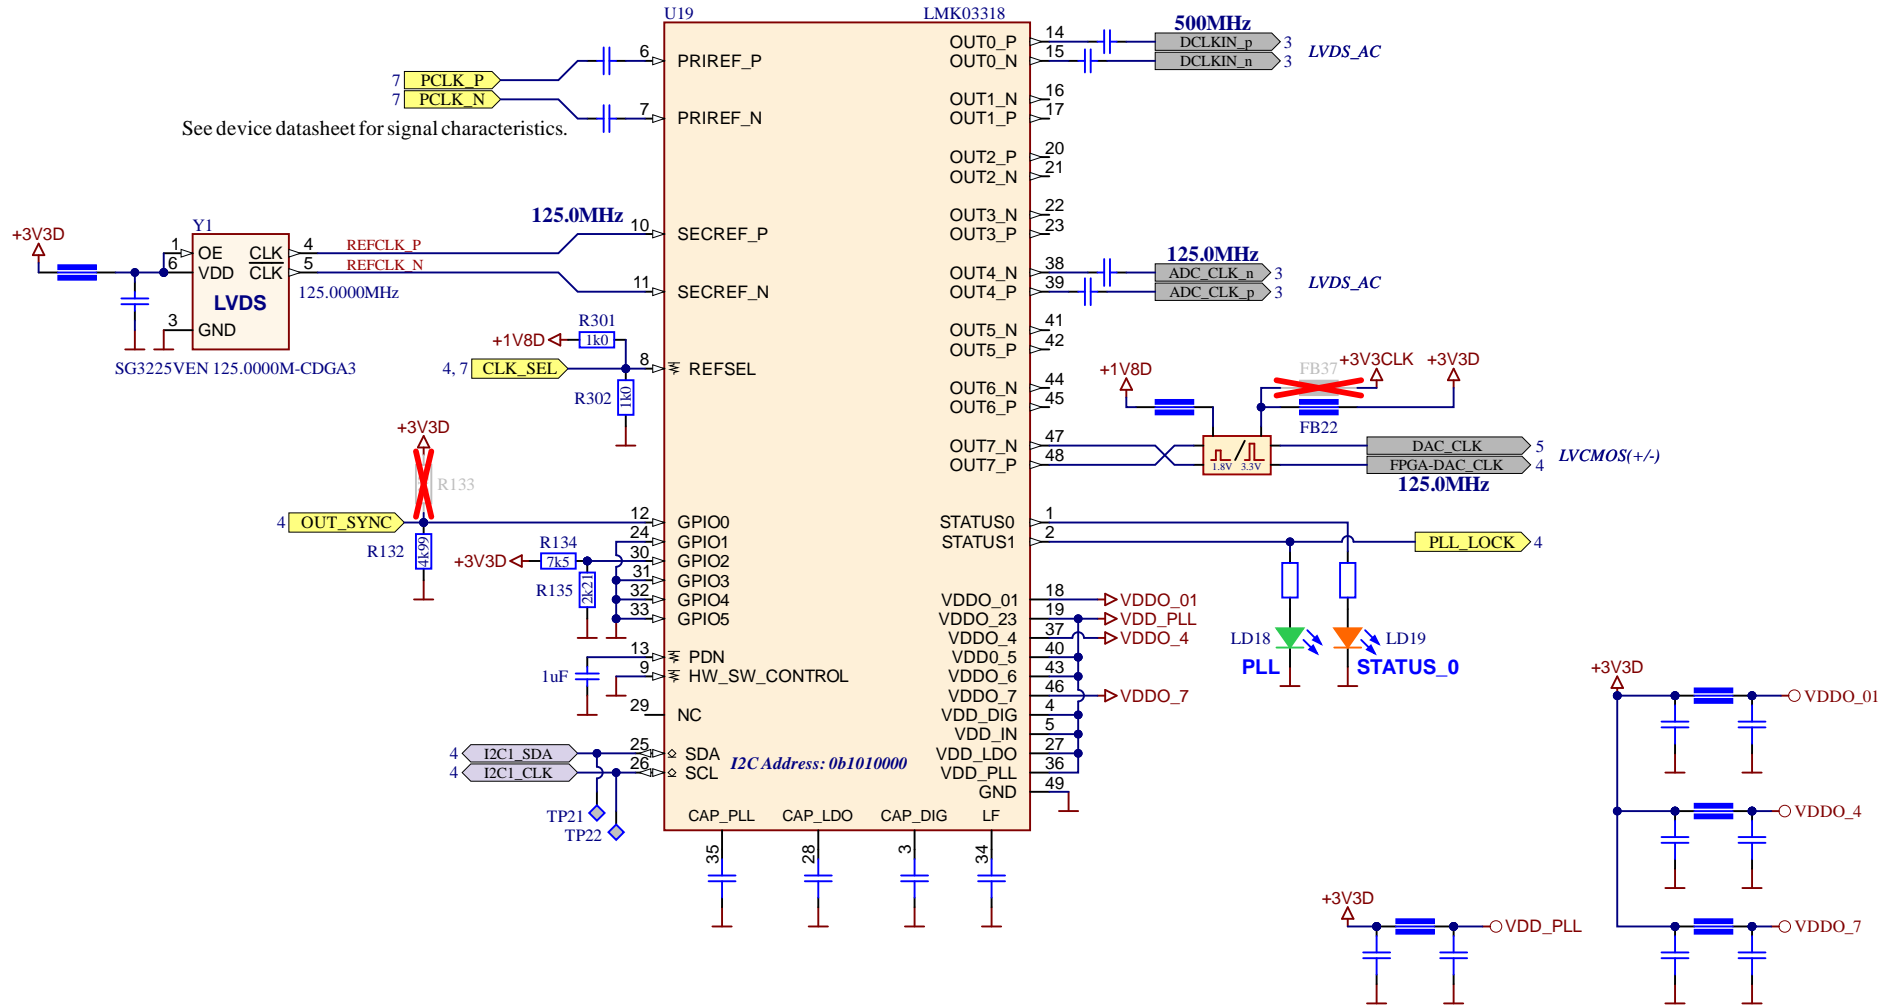 U19 LMK03318
500MHz
6 PRIREF_P OUT0_P 14 DCLKIN_p 3
LVDS_AC
7 PCLK_P OUT0_N 15 DCLKIN_n 3
7 PCLK_N
OUT1_N 16
7 PRIREF_N OUT1_P 17
See device datasheet for signal characteristics.
OUT2_P 20
OUT2_N 21
OUT3_N 22
OUT3_P 23
125.0MHz
10 SECREF_P
11 SECREF_N
+3V3D
Y1
1 OE CLK 4 REFCLK_P
6 VDD CLK 5 REFCLK_N
LVDS
125.0000MHz
3 GND
SG3225VEN 125.0000M-CDGA3
125.0MHz
OUT4_N 38 ADC_CLK_n 3
LVDS_AC
OUT4_P 39 ADC_CLK_p 3
OUT5_N 41
OUT5_P 42
R301
+1V8D 1k0
4, 7 CLK_SEL 8 REFSEL
R302 1k0
OUT6_N 44
OUT6_P 45
+1V8D
FB37 +3V3CLK +3V3D
FB22
OUT7_N 47
OUT7_P 48
1.8V 3.3V
DAC_CLK 5
LVCMOS(+/-)
FPGA-DAC_CLK 4
125.0MHz
+3V3D
R133
4 OUT_SYNC 12 GPIO0
R132 4k99
24 GPIO1
R134
+3V3D 7k5 30 GPIO2
R135 2k21
31 GPIO3
32 GPIO4
33 GPIO5
STATUS0 1
STATUS1 2 PLL_LOCK 4
LD18
PLL
LD19
STATUS_0
13 PDN
1uF
9 HW_SW_CONTROL
29 NC
4 I2C1_SDA 25 SDA
4 I2C1_CLK 26 SCL
I2C Address: 0b1010000
TP21
TP22
VDDO_01 18 VDDO_01
VDDO_23 19 VDD_PLL
VDDO_4 37 VDDO_4
VDD0_5 40
VDDO_6 43
VDDO_7 46 VDDO_7
VDD_DIG 4
VDD_IN 5
VDD_LDO 27
VDD_PLL 36
GND 49
CAP_PLL CAP_LDO CAP_DIG LF
35 28 3 34
+3V3D
VDDO_01
VDDO_4
VDDO_7
+3V3D
VDD_PLL